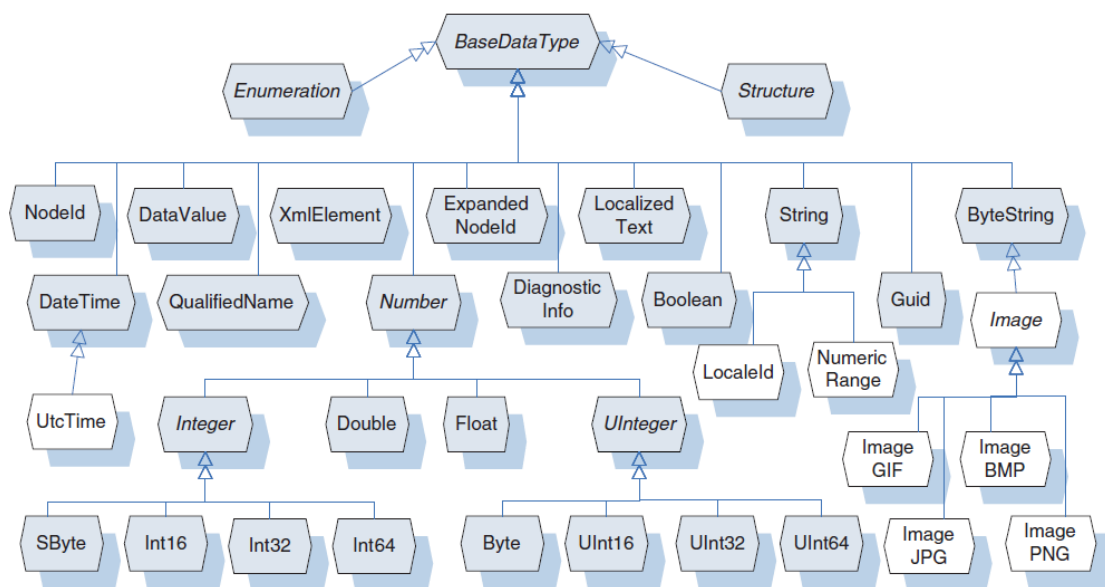 BaseDataType
Enumeration
Structure
NodeId
DataValue
XmlElement
Expanded
NodeId
Localized
Text
String
ByteString
DateTime
QualifiedName
Number
Diagnostic
Info
Boolean
Guid
Image
LocaleId
Numeric
Range
UtcTime
Integer
Double
Float
UInteger
Image
GIF
Image
BMP
SByte
Int16
Int32
Int64
Byte
UInt16
UInt32
UInt64
Image
JPG
Image
PNG